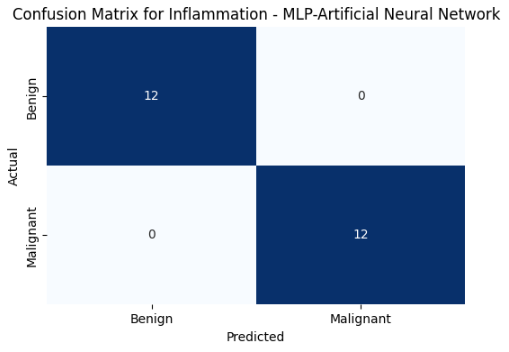 Confusion Matrix for Inflammation - MLP-Artificial Neural Network
Benign
12
0
Actual
Malignant
0
12
Benign
Malignant
Predicted